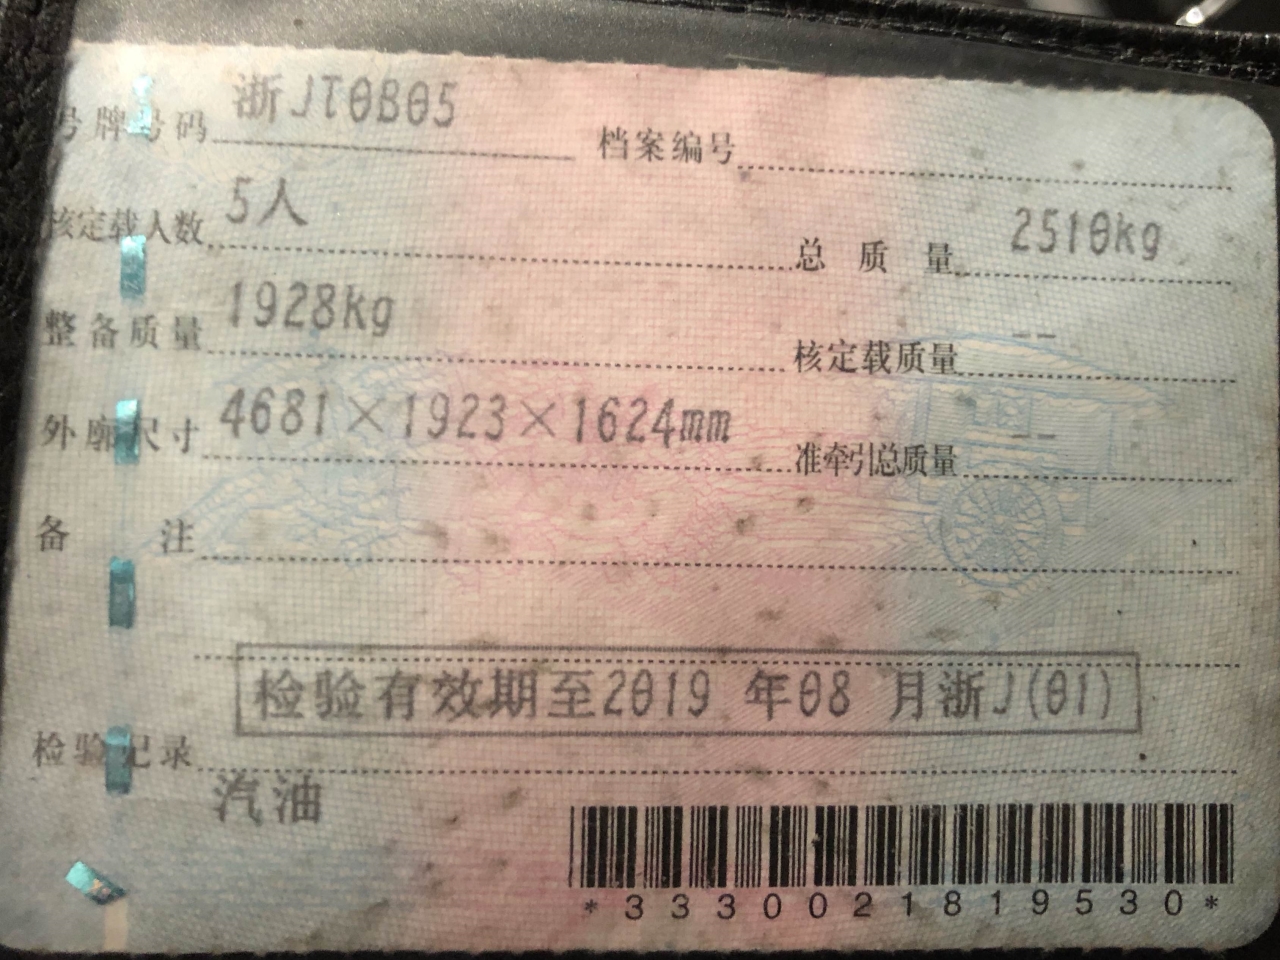 号牌号码 浙JT0B05 档案编号
核定载人数 5人 总质量 2510kg
整备质量 1928kg 核定载质量 --
外廓尺寸 4681×1923×1624mm 准牵引总质量 --
备注
检验有效期至2019 年08 月浙J(01)
检验记录
汽油
*3330021819530*